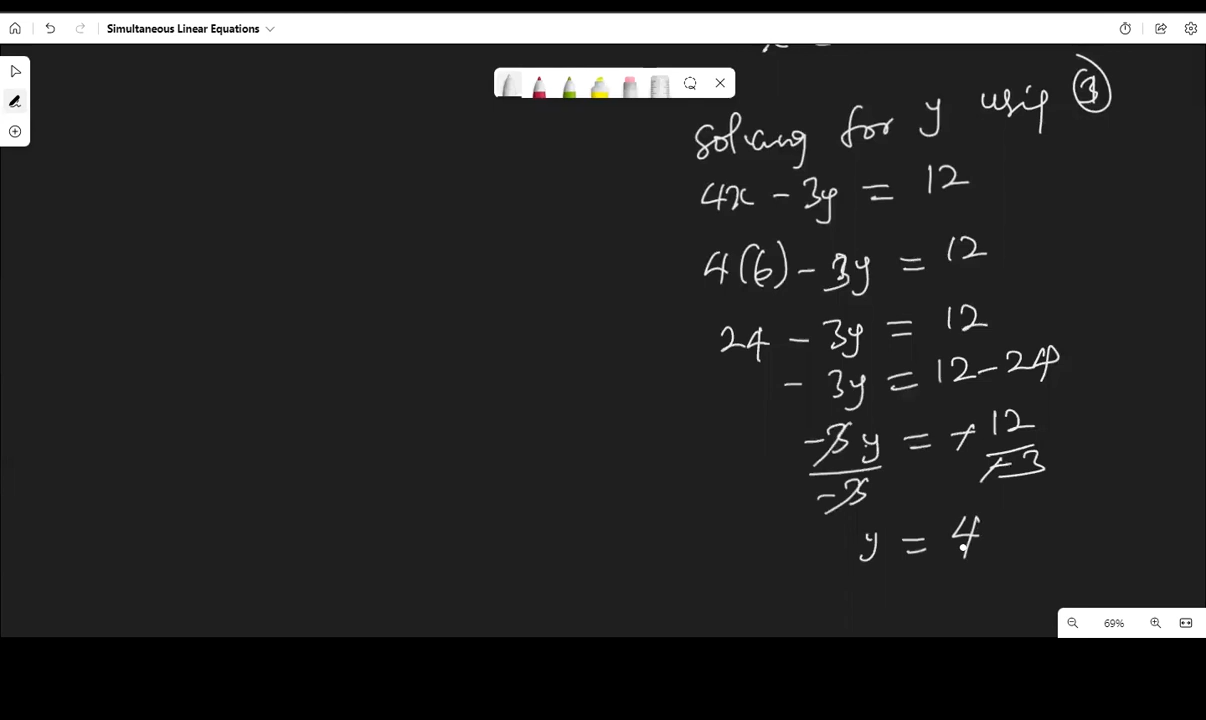 Simultaneous Linear Equations
solving for y using ③
4x - 3y = 12
4(6) - 3y = 12
24 - 3y = 12
- 3y = 12 - 24
-3y/-3 = -12/-3
y = 4
69%